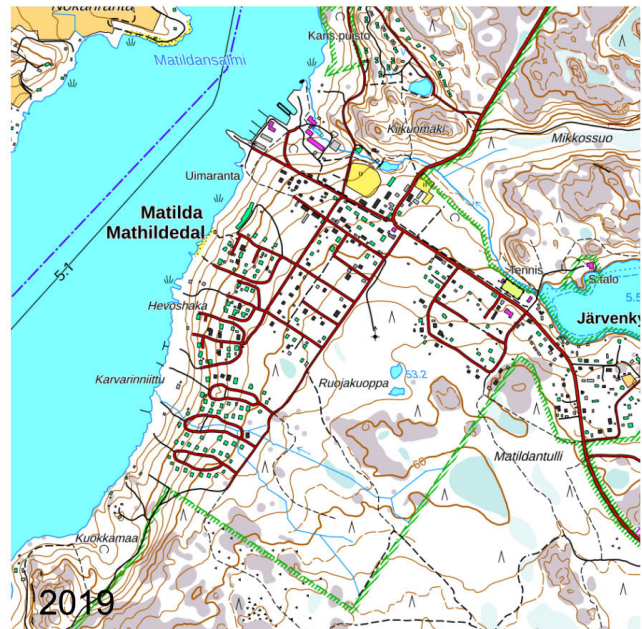 Nokanranta
Kans.puisto
Matildansalmi
Kiikunmäki
Mikkossuo
Uimaranta
Matilda
Mathildedal
5.1
Tennis
S.talo
5.5
Hevoshaka
Järvenky
53.2
Karvarinniittu
Ruojakuoppa
Matildantulli
Kuokkamaa
2019